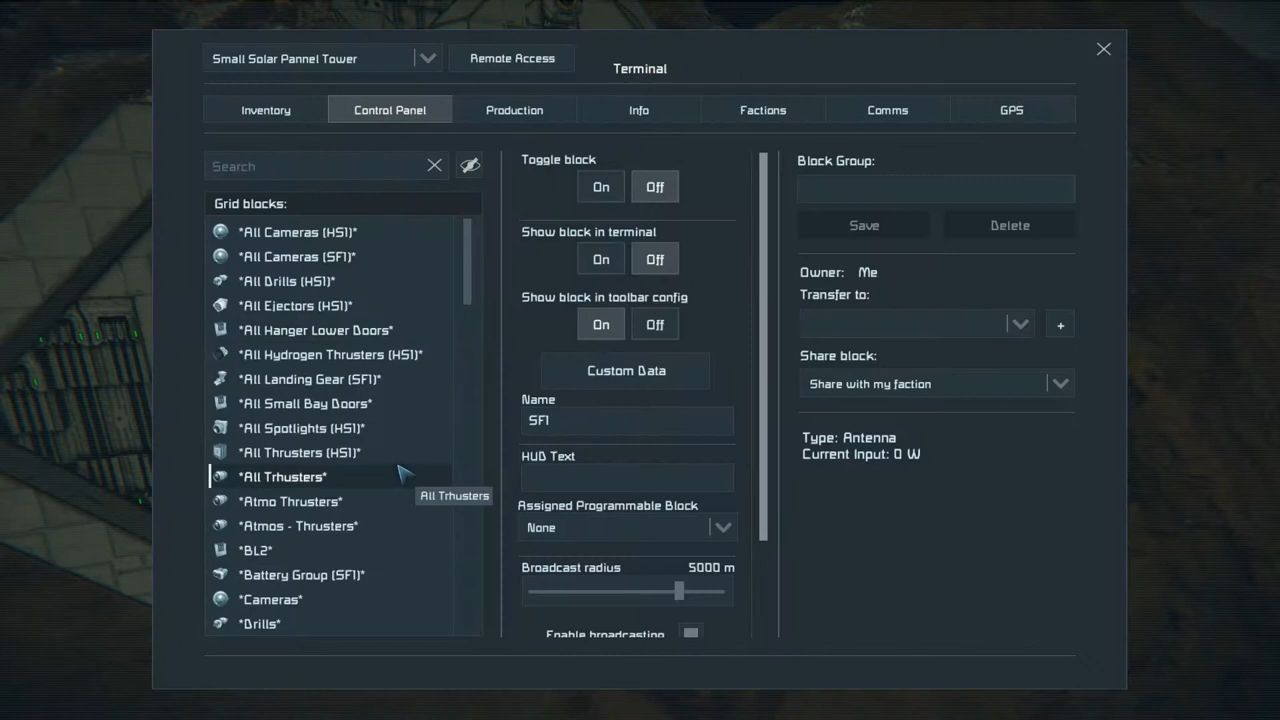 Small Solar Pannel Tower
Remote Access
Terminal
Inventory
Control Panel
Production
Info
Factions
Comms
GPS
Search
Grid blocks:
*All Cameras (HS1)*
*All Cameras (SF1)*
*All Drills (HS1)*
*All Ejectors (HS1)*
*All Hanger Lower Doors*
*All Hydrogen Thrusters (HS1)*
*All Landing Gear (SF1)*
*All Small Bay Doors*
*All Spotlights (HS1)*
*All Thrusters (HS1)*
*All Trhusters*
All Trhusters
*Atmo Thrusters*
*Atmos - Thrusters*
*BL2*
*Battery Group (SF1)*
*Cameras*
*Drills*
Toggle block
On Off
Show block in terminal
On Off
Show block in toolbar config
On Off
Custom Data
Name
SF1
HUD Text
Assigned Programmable Block
None
Broadcast radius 5000 m
Enable broadcasting
Block Group:
Save Delete
Owner: Me
Transfer to:
+
Share block:
Share with my faction
Type: Antenna
Current Input: 0 W